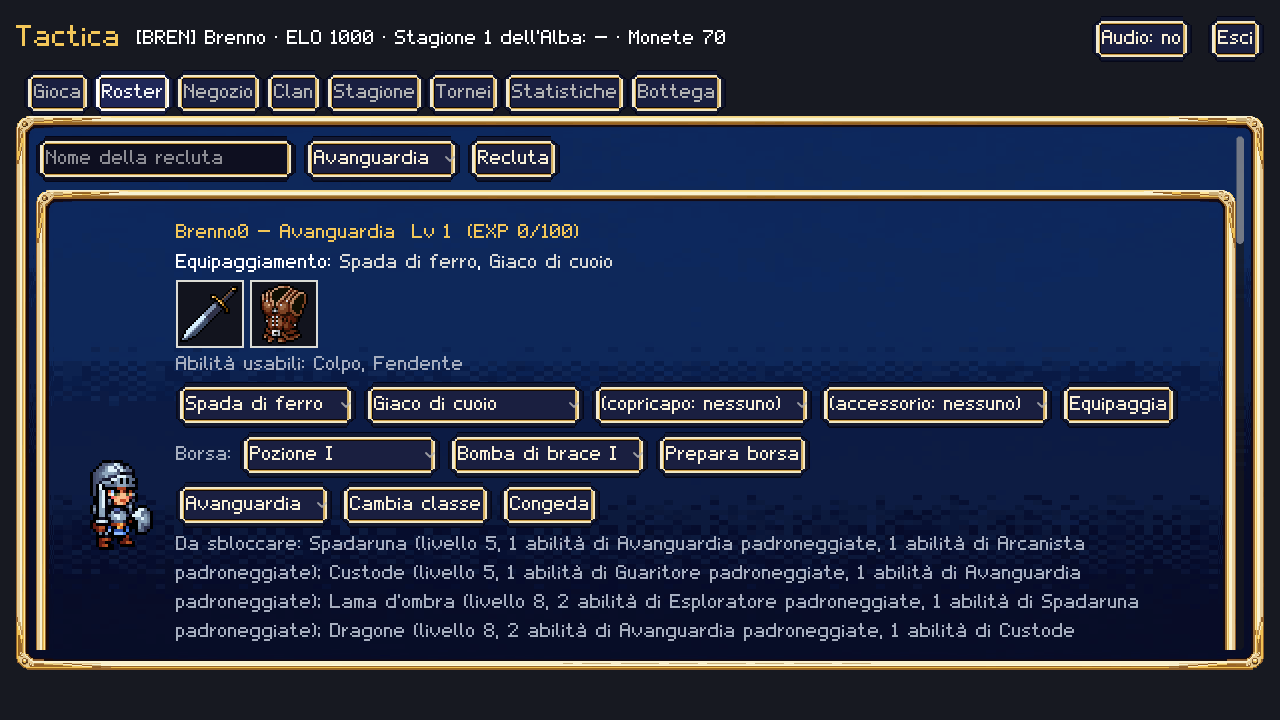 Tactica [BREN] Brenno · ELO 1000 · Stagione 1 dell'Alba: — · Monete 70 Audio: no Esci
Gioca Roster Negozio Clan Stagione Tornei Statistiche Bottega
Nome della recluta Avanguardia Recluta
Brenno0 — Avanguardia Lv 1 (EXP 0/100)
Equipaggiamento: Spada di ferro, Giaco di cuoio
Abilità usabili: Colpo, Fendente
Spada di ferro Giaco di cuoio (copricapo: nessuno) (accessorio: nessuno) Equipaggia
Borsa: Pozione I Bomba di brace I Prepara borsa
Avanguardia Cambia classe Congeda
Da sbloccare: Spadaruna (livello 5, 1 abilità di Avanguardia padroneggiate, 1 abilità di Arcanista
padroneggiate); Custode (livello 5, 1 abilità di Guaritore padroneggiate, 1 abilità di Avanguardia
padroneggiate); Lama d'ombra (livello 8, 2 abilità di Esploratore padroneggiate, 1 abilità di Spadaruna
padroneggiate); Dragone (livello 8, 2 abilità di Avanguardia padroneggiate, 1 abilità di Custode